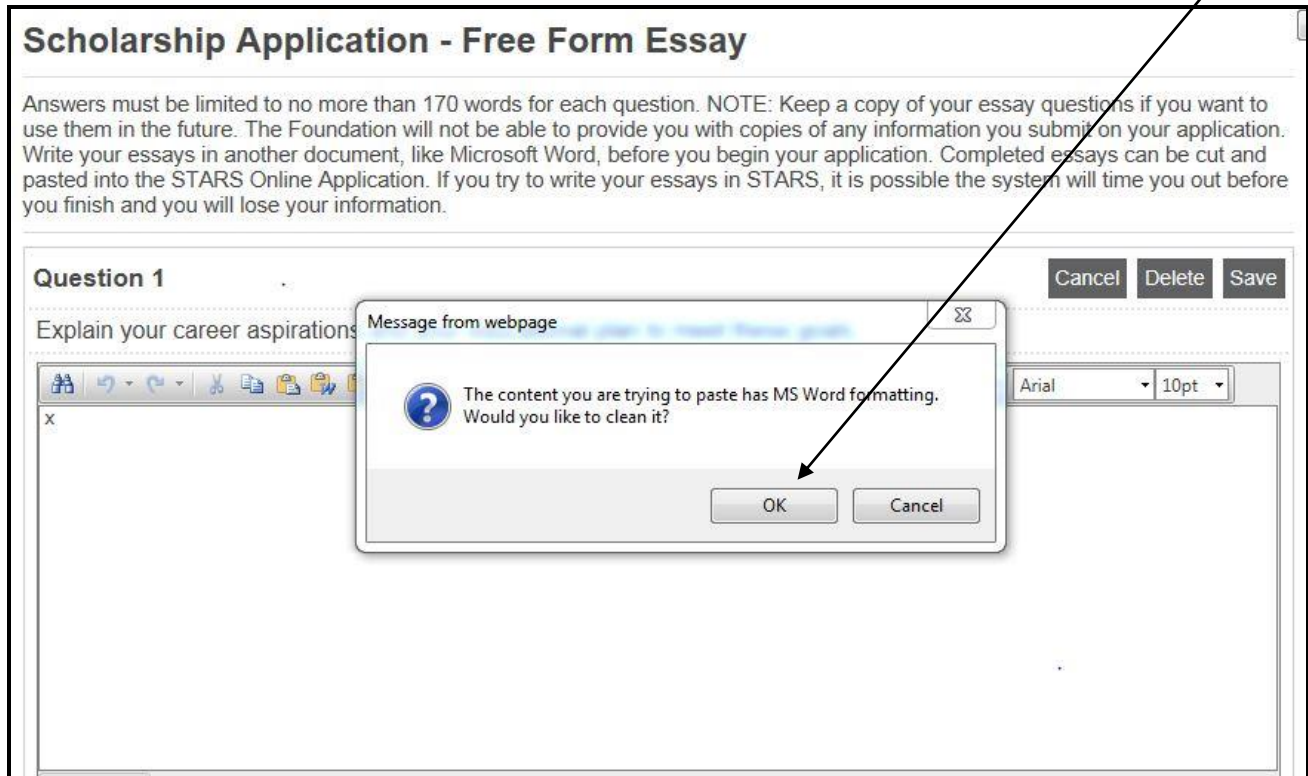 Scholarship Application - Free Form Essay
Answers must be limited to no more than 170 words for each question. NOTE: Keep a copy of your essay questions if you want to
use them in the future. The Foundation will not be able to provide you with copies of any information you submit on your application.
Write your essays in another document, like Microsoft Word, before you begin your application. Completed essays can be cut and
pasted into the STARS Online Application. If you try to write your essays in STARS, it is possible the system will time you out before
you finish and you will lose your information.
Question 1 Cancel Delete Save
Explain your career aspirations
Message from webpage
Arial 10pt
x
The content you are trying to paste has MS Word formatting.
Would you like to clean it?
OK Cancel